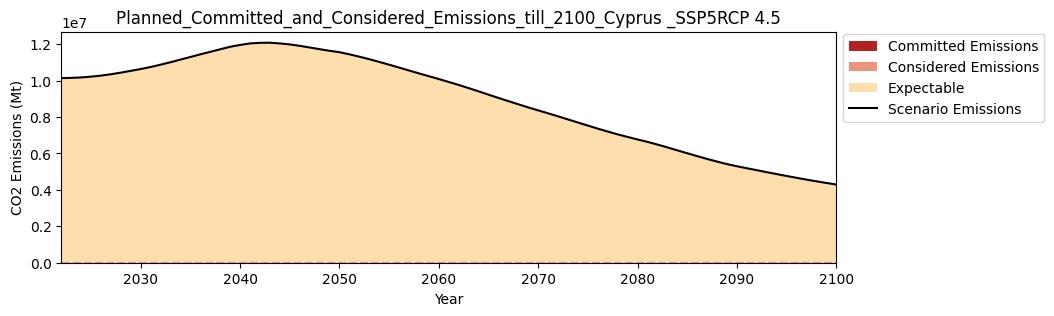 Planned_Committed_and_Considered_Emissions_till_2100_Cyprus _SSP5RCP 4.5
1e7
1.2
1.0
0.8
0.6
0.4
0.2
0.0
CO2 Emissions (Mt)
2030 2040 2050 2060 2070 2080 2090 2100
Year
Committed Emissions
Considered Emissions
Expectable
Scenario Emissions